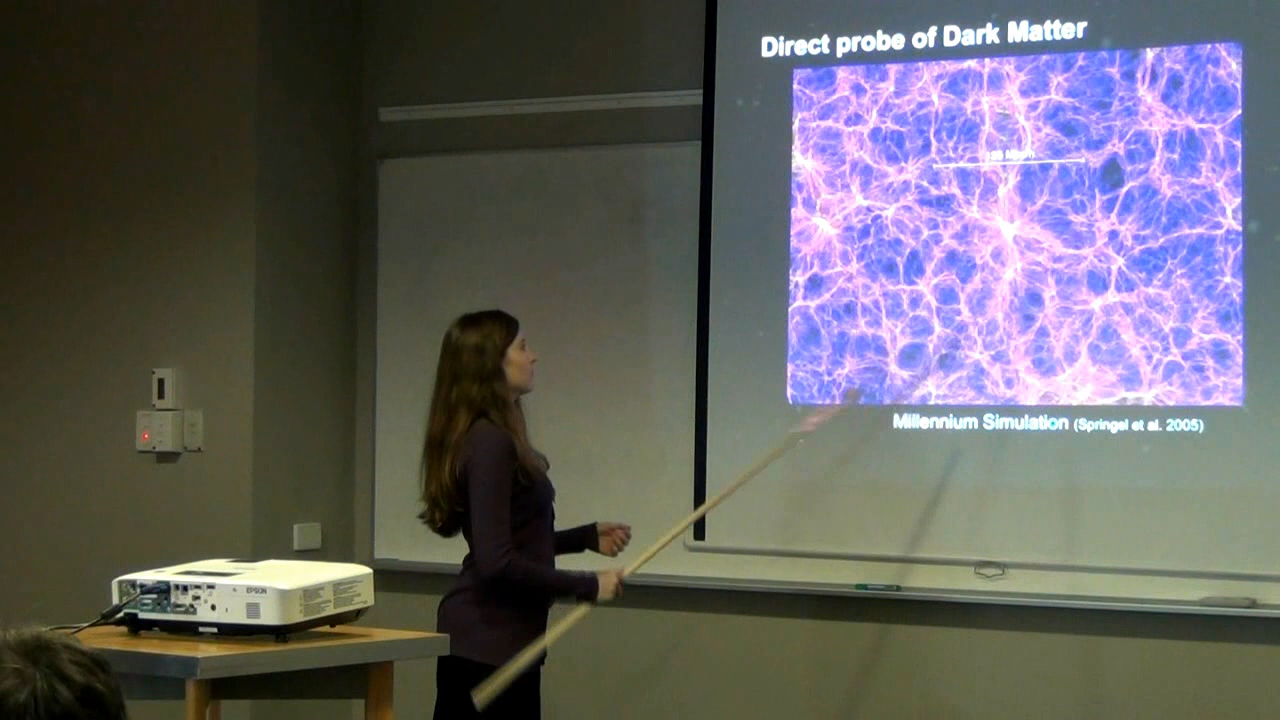 Direct probe of Dark Matter
Millennium Simulation (Springel et al. 2005)
EPSON